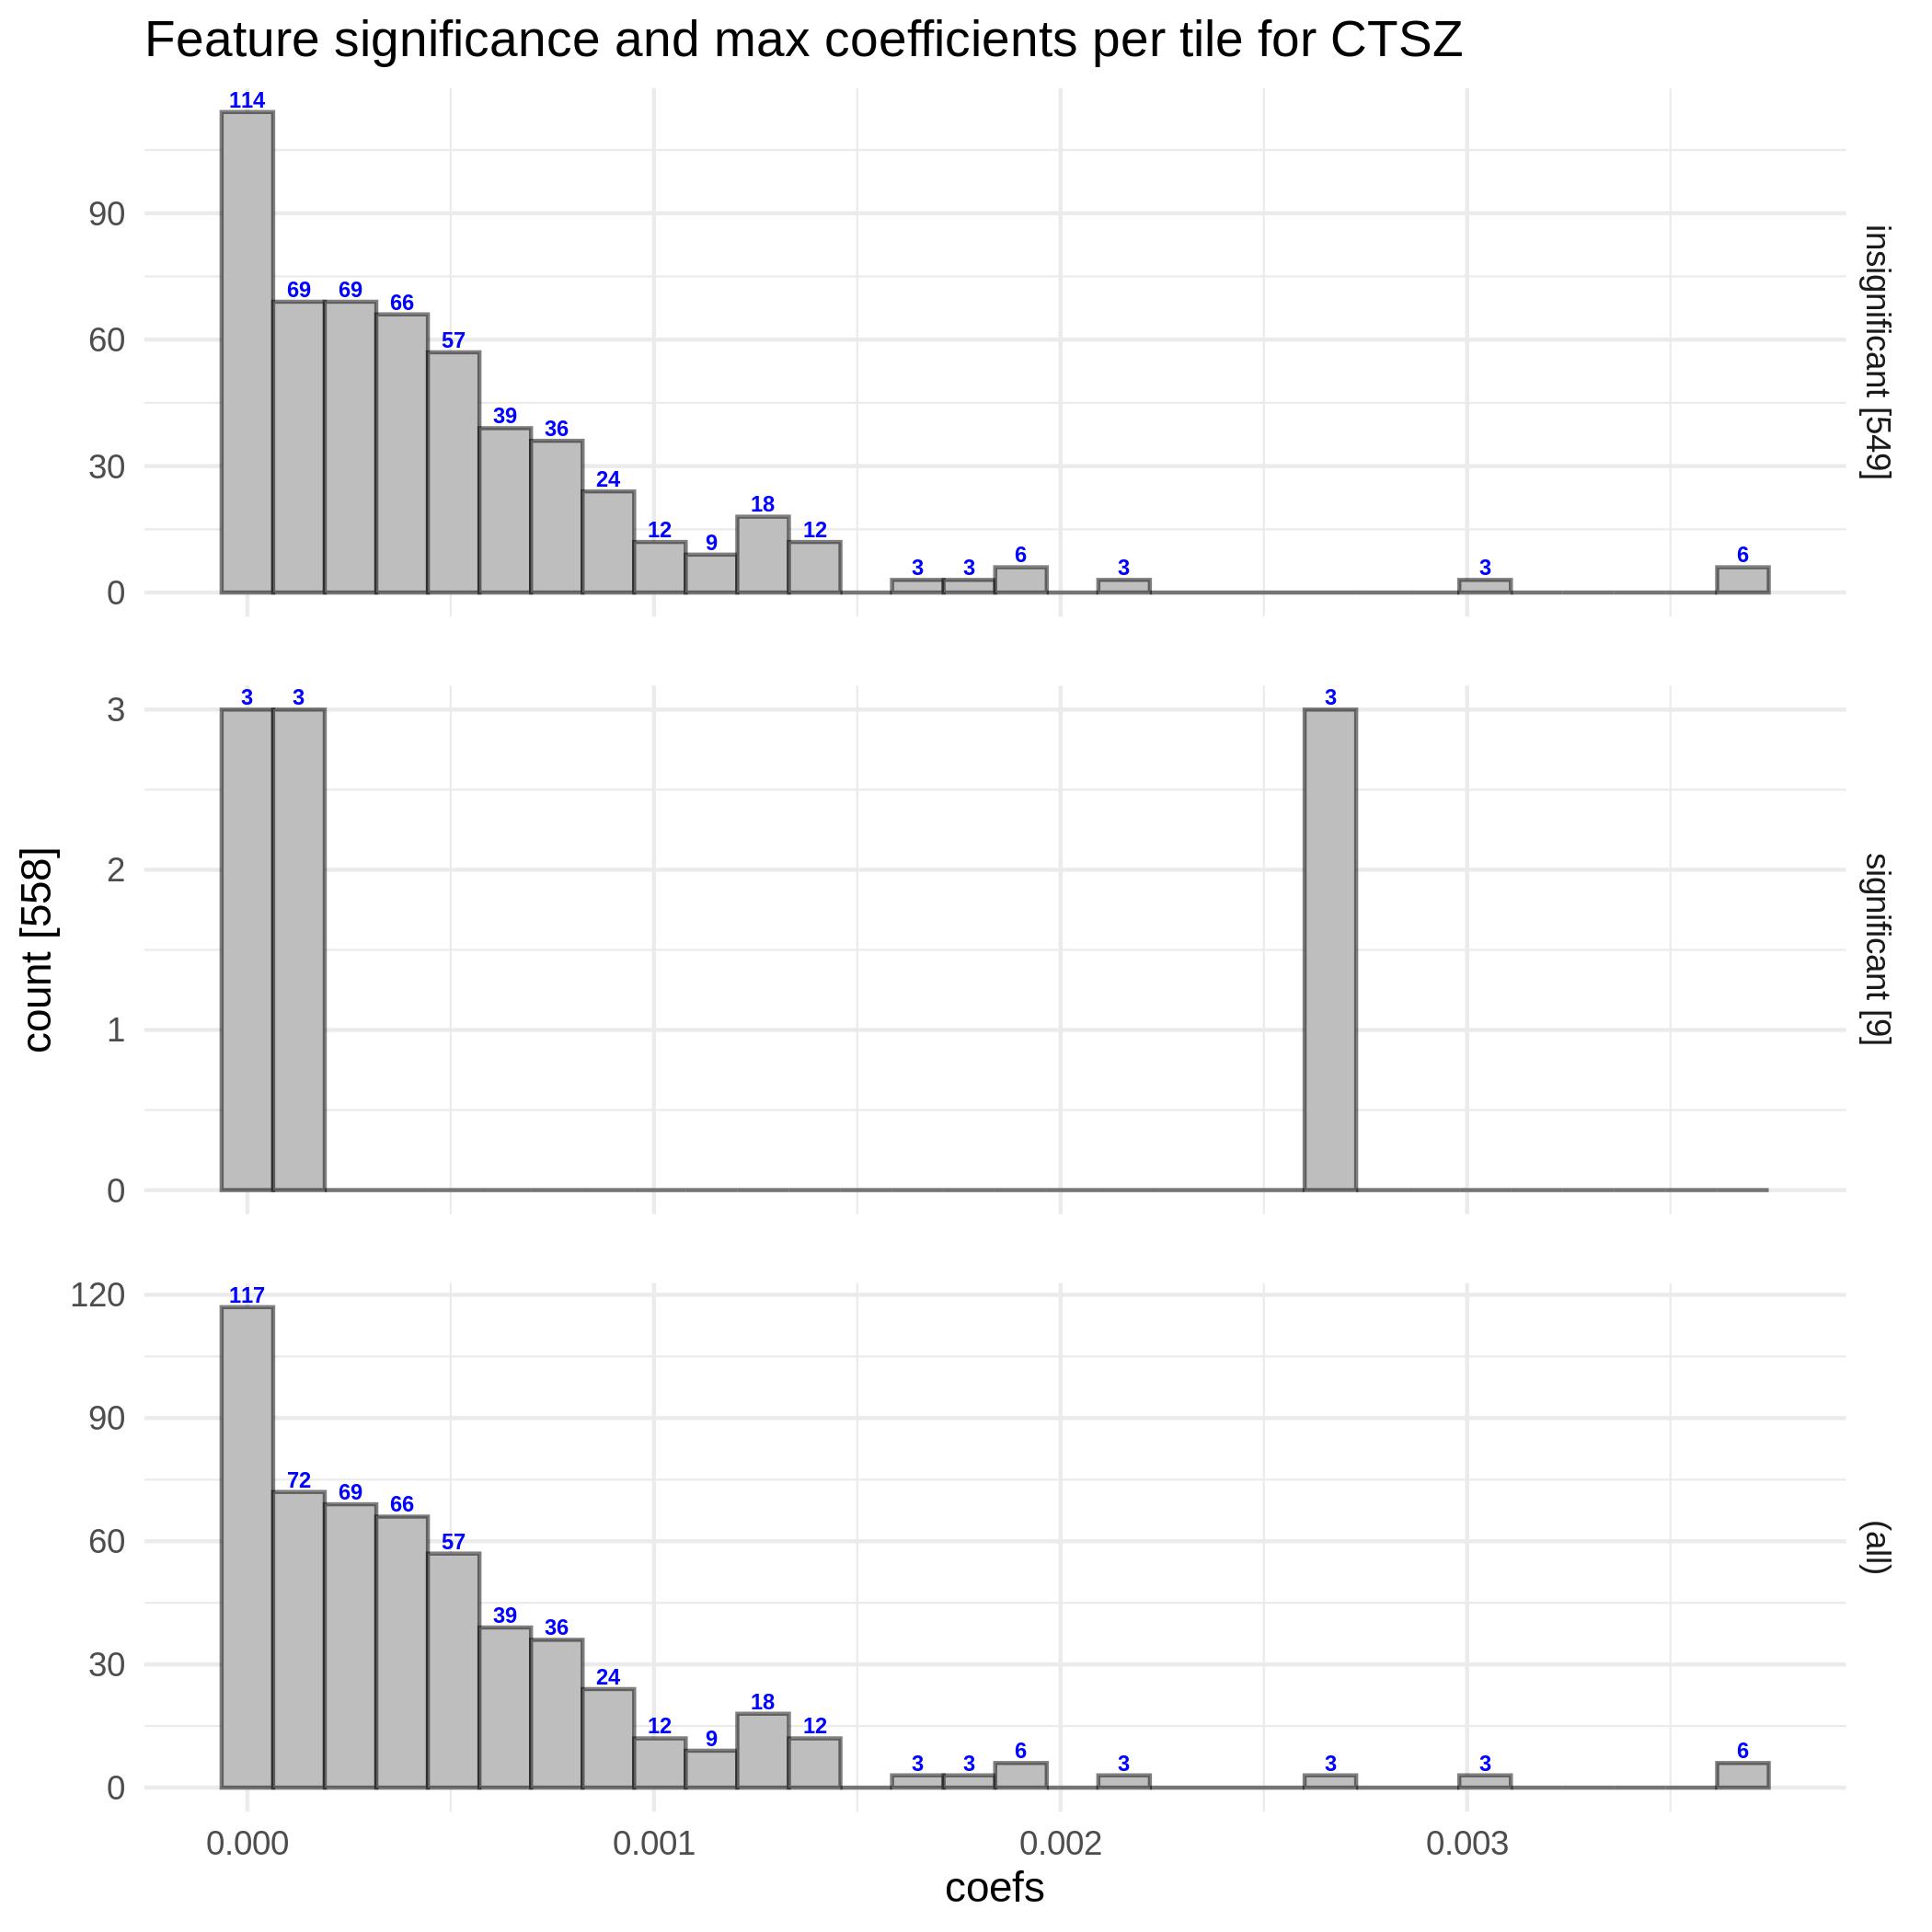 Feature significance and max coefficients per tile for CTSZ
114
69 69 66 57 39 36 24 12 9 18 12 3 3 6 3 3 6
90
60
30
0
insignificant [549]
3 3 3
3
2
1
0
significant [9]
count [558]
117
72 69 66 57 39 36 24 12 9 18 12 3 3 6 3 3 3 6
120
90
60
30
0
(all)
0.000 0.001 0.002 0.003
coefs